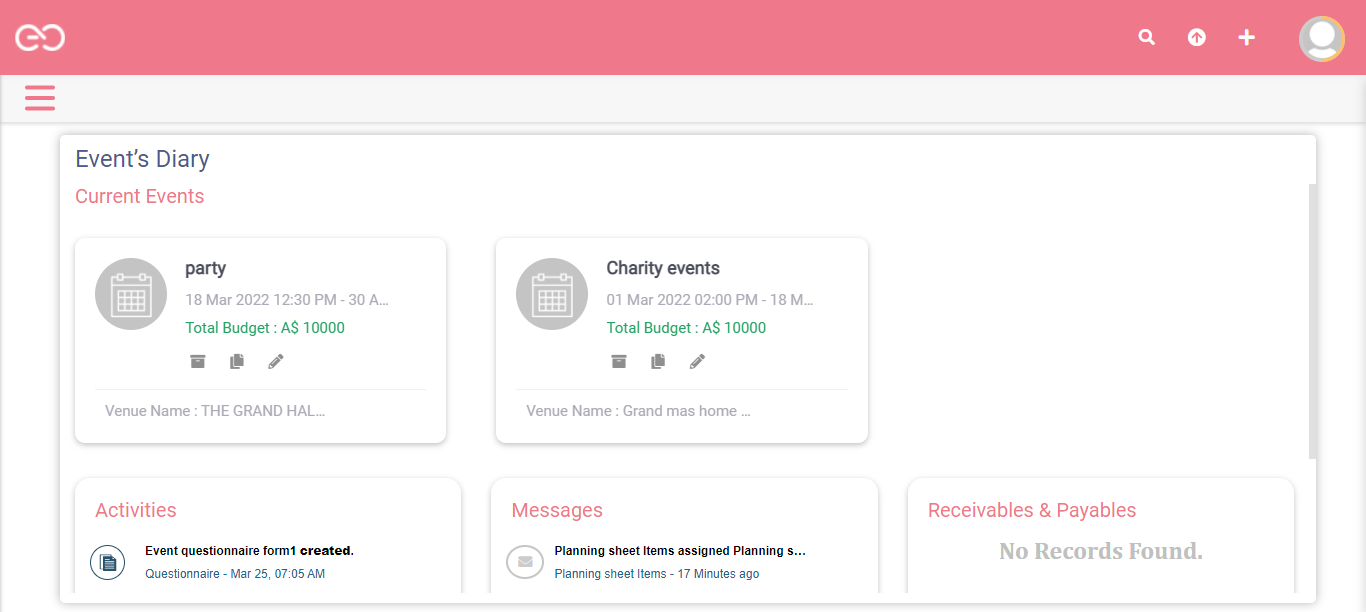 Event’s Diary
Current Events
party
18 Mar 2022 12:30 PM - 30 A...
Total Budget : A$ 10000
Venue Name : THE GRAND HAL...
Charity events
01 Mar 2022 02:00 PM - 18 M...
Total Budget : A$ 10000
Venue Name : Grand mas home ...
Activities
Event questionnaire form1 created.
Questionnaire - Mar 25, 07:05 AM
Messages
Planning sheet Items assigned Planning s...
Planning sheet Items - 17 Minutes ago
Receivables & Payables
No Records Found.